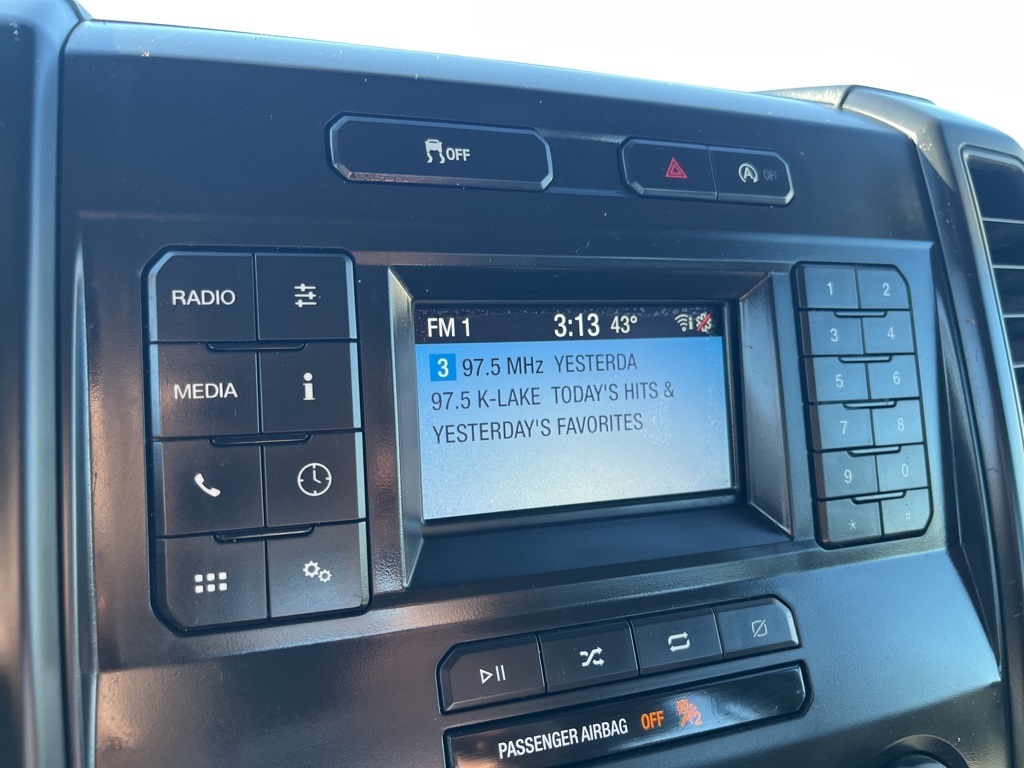 OFF
OFF
RADIO
MEDIA
i
FM 1 3:13 43°
3 97.5 MHz YESTERDA
97.5 K-LAKE TODAY'S HITS &
YESTERDAY'S FAVORITES
1 2
3 4
5 6
7 8
9 0
* #
PASSENGER AIRBAG OFF 2